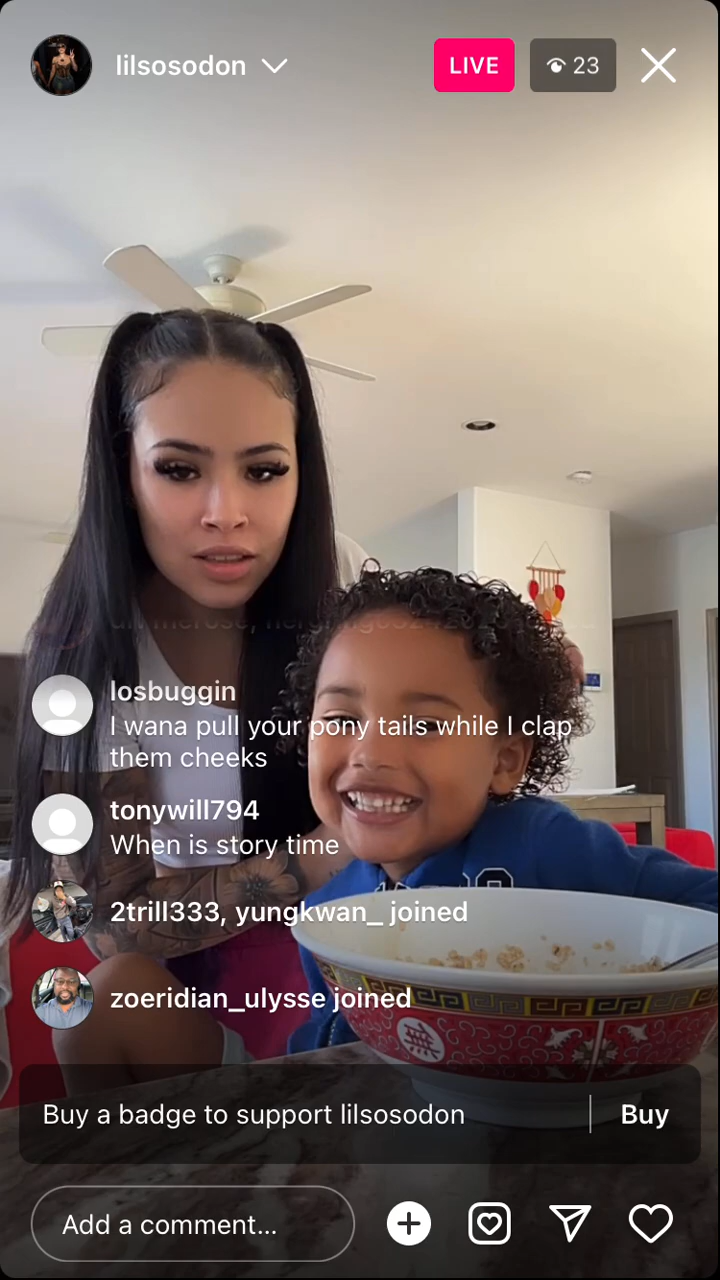 lilsosodon
LIVE
23
losbuggin
I wana pull your pony tails while I clap
them cheeks
tonywill794
When is story time
2trill333, yungkwan_ joined
zoeridian_ulysse joined
無
Buy a badge to support lilsosodon
Buy
Add a comment...